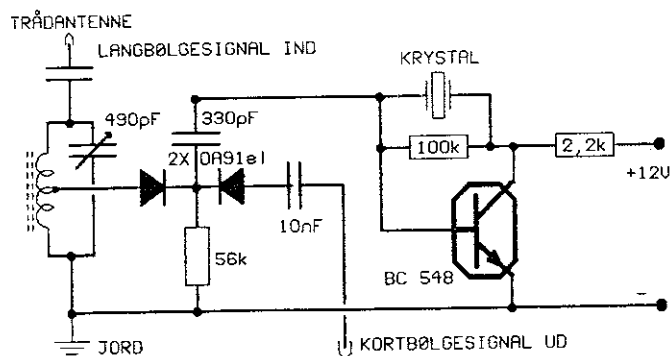 TRÅDANTENNE
LANGBØLGESIGNAL IND
KRYSTAL
490pF
330pF
100k
2,2k
2X OA91el
+12V
10nF
56k
BC 548
-
JORD
KORTBØLGESIGNAL UD